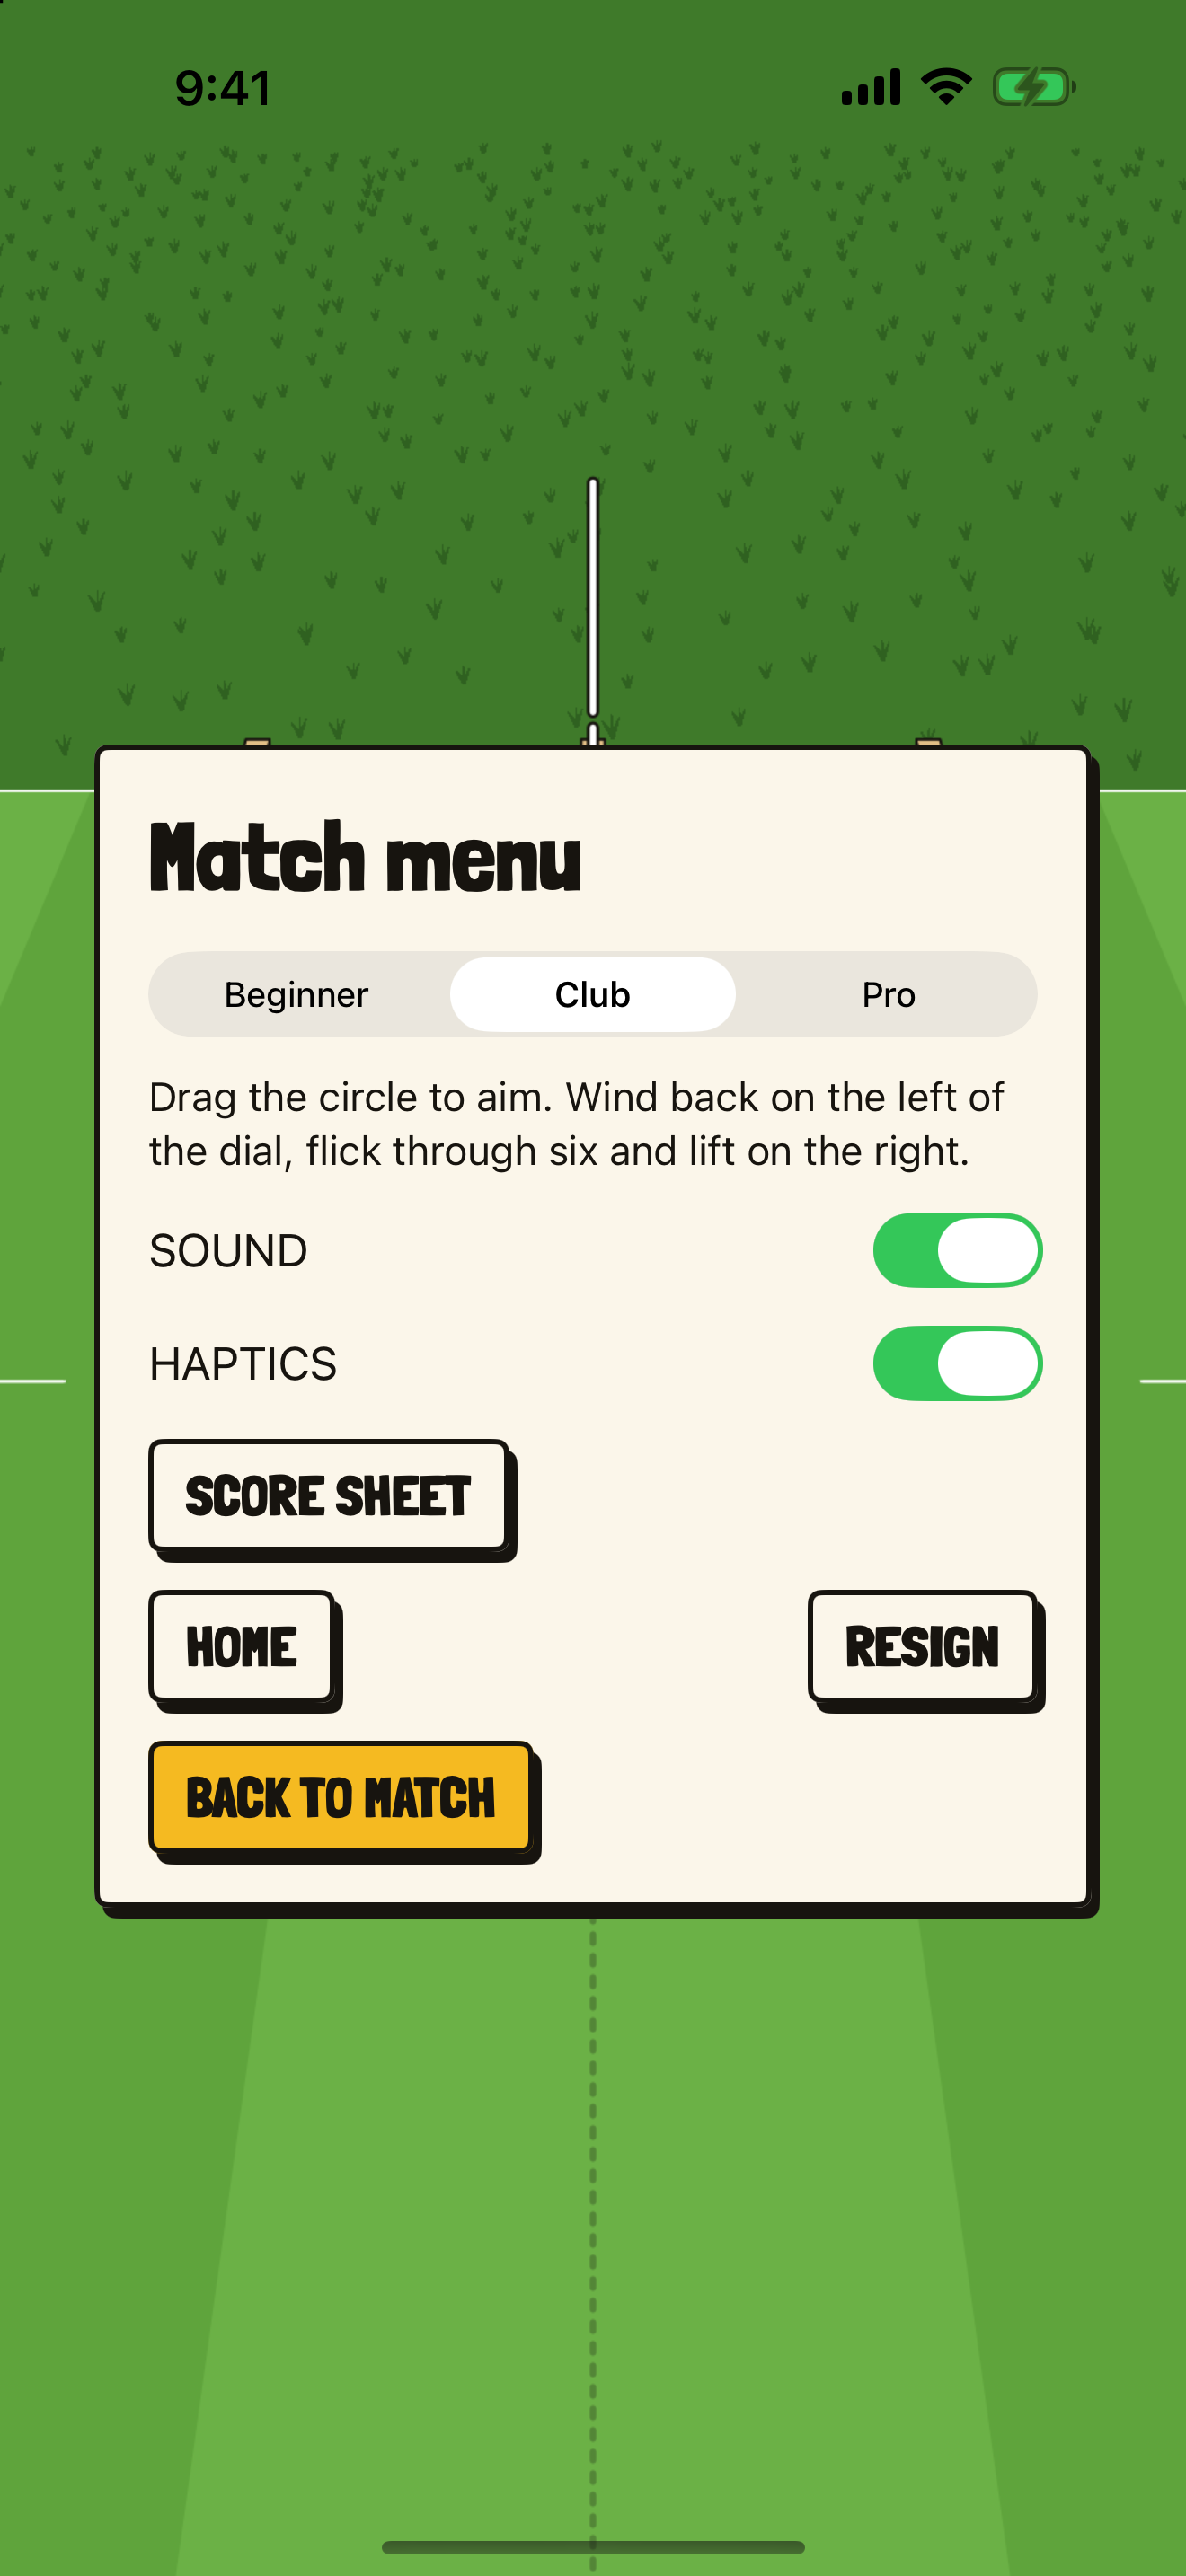 9:41
Match menu
Beginner Club Pro
Drag the circle to aim. Wind back on the left of
the dial, flick through six and lift on the right.
SOUND
HAPTICS
SCORE SHEET
HOME RESIGN
BACK TO MATCH